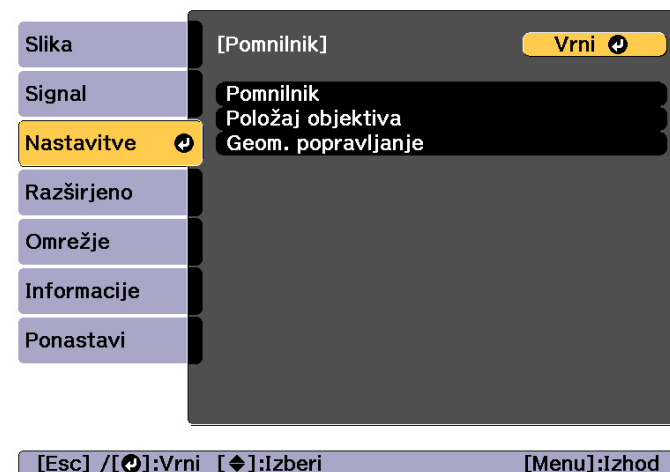 Slika
Signal
Nastavitve
Razširjeno
Omrežje
Informacije
Ponastavi
[Pomnilnik] Vrni
Pomnilnik
Položaj objektiva
Geom. popravljanje
[Esc] /[⏎]:Vrni [◆]:Izberi [Menu]:Izhod